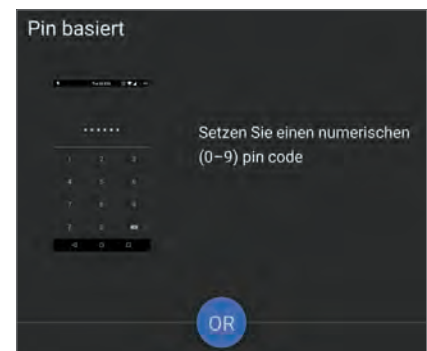 Pin basiert
Setzen Sie einen numerischen
(0–9) pin code
OR